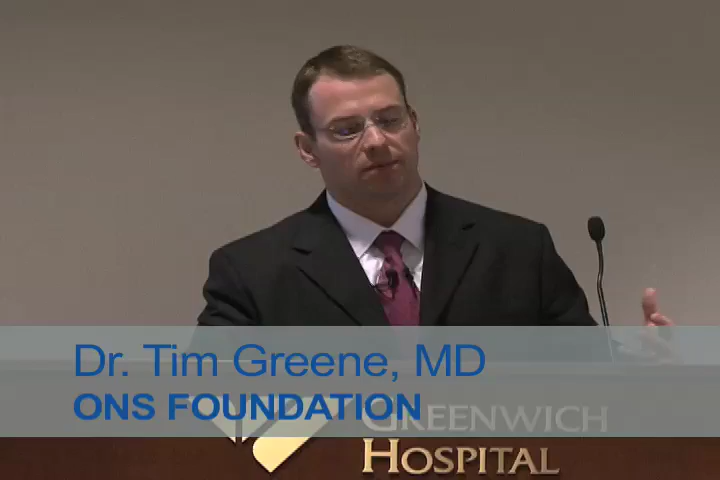 Dr. Tim Greene, MD
ONS FOUNDATION
GREENWICH
HOSPITAL